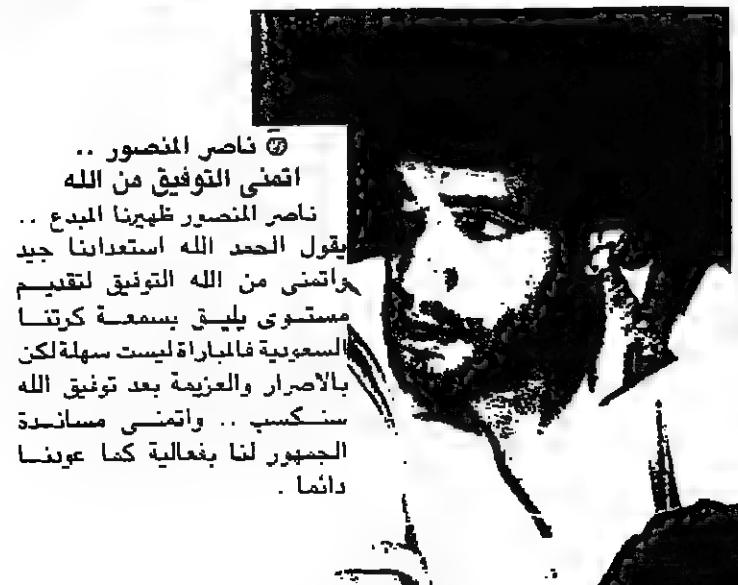 ناصر المنصور ..
اتمنى التوفيق من الله
ناصر المنصور ظهيرنا المبدع ..
يقول الحمد الله استعدادنا جيد
واتمنى من الله التوفيق لتقديم
مستوى يليق بسمعة كرتنا
السعودية فالمباراة ليست سهلة لكن
بالاصرار والعزيمة بعد توفيق الله
سنكسب .. واتمنى مساندة
الجمهور لنا بفعالية كما عودنا
دائما .